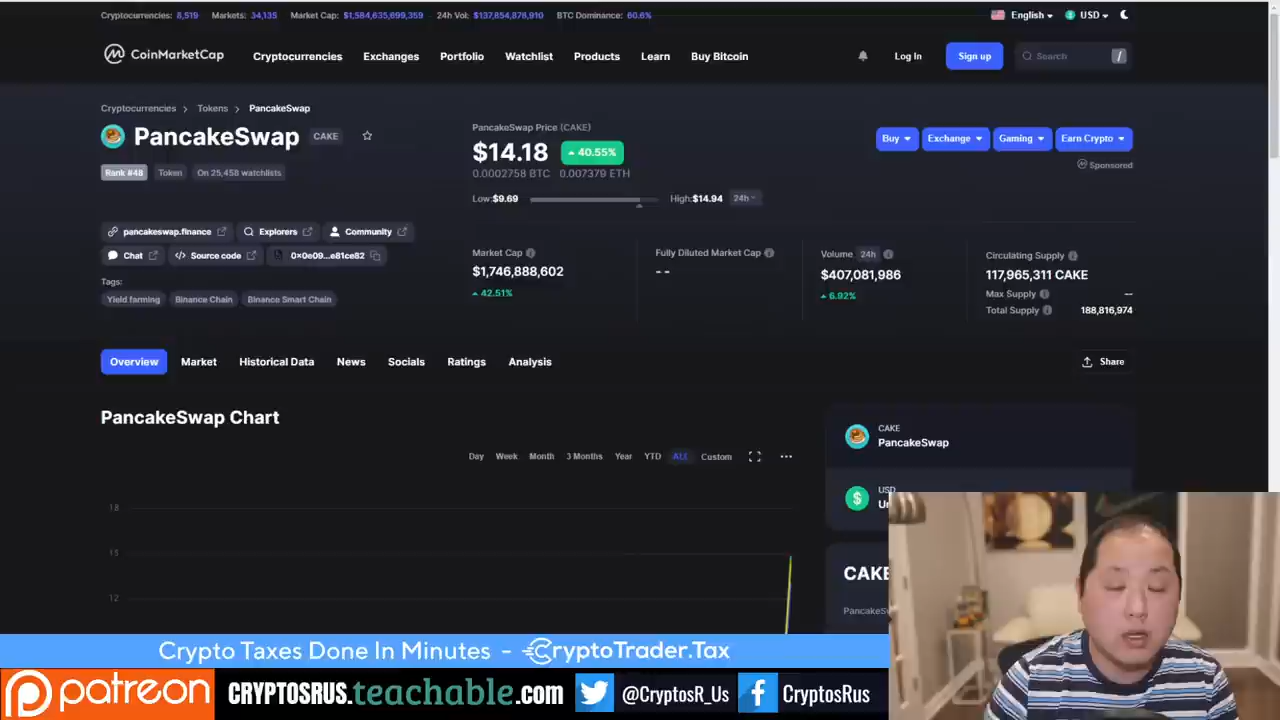 Cryptocurrencies: 8,519 Markets: 34,135 Market Cap: $1,584,635,699,359 24h Vol: $137,854,878,910 BTC Dominance: 60.6% English USD
CoinMarketCap Cryptocurrencies Exchanges Portfolio Watchlist Products Learn Buy Bitcoin Log In Sign up Search /
Cryptocurrencies > Tokens > PancakeSwap
PancakeSwap CAKE
Rank #48 Token On 25,458 watchlists
pancakeswap.finance Explorers Community
Chat Source code 0x0e09...e81ce82
Tags:
Yield farming Binance Chain Binance Smart Chain
PancakeSwap Price (CAKE)
$14.18 40.55%
0.0002758 BTC 0.007379 ETH
Low: $9.69 High: $14.94 24h
Buy Exchange Gaming Earn Crypto
Sponsored
Market Cap
$1,746,888,602
42.51%
Fully Diluted Market Cap
- -
Volume 24h
$407,081,986
6.92%
Circulating Supply
117,965,311 CAKE
Max Supply --
Total Supply 188,816,974
Overview Market Historical Data News Socials Ratings Analysis Share
PancakeSwap Chart
Day Week Month 3 Months Year YTD ALL Custom
18
15
12
CAKE
PancakeSwap
$ USD
CAKE
Crypto Taxes Done In Minutes - CryptoTrader.Tax
patreon CRYPTOSRUS.teachable.com @CryptosR_Us CryptosRus